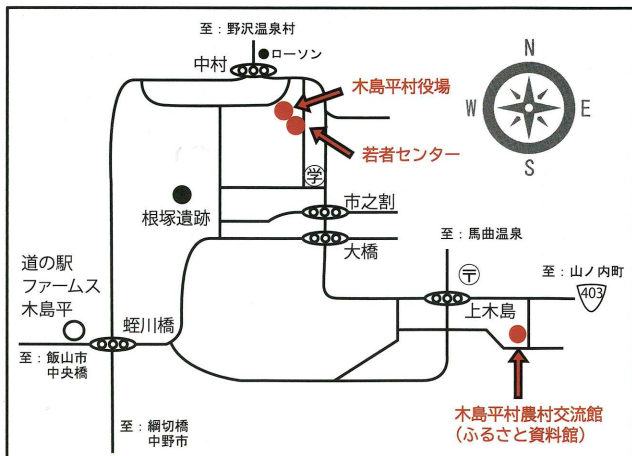 至：野沢温泉村
ローソン
中村
N
W
E
S
木島平村役場
若者センター
学
市之割
根塚遺跡
大橋
至：馬曲温泉
道の駅
ファームス
木島平
〒
至：山ノ内町
403
上木島
蛭川橋
至：飯山市
中央橋
至：綱切橋
中野市
木島平村農村交流館
（ふるさと資料館）